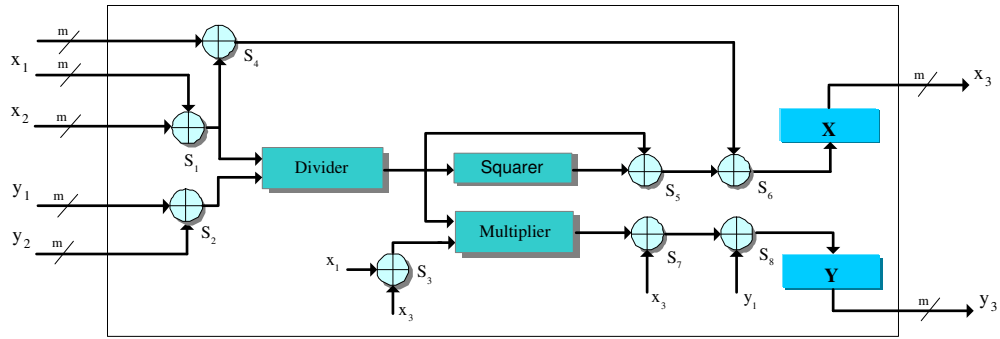 m
S₄
x₁
m
m
x₃
x₂
m
X
S₁
Divider
Squarer
S₅
S₆
y₁
m
S₂
y₂
m
Multiplier
S₇
S₈
x₁
S₃
Y
x₃
x₃
y₁
m
y₃